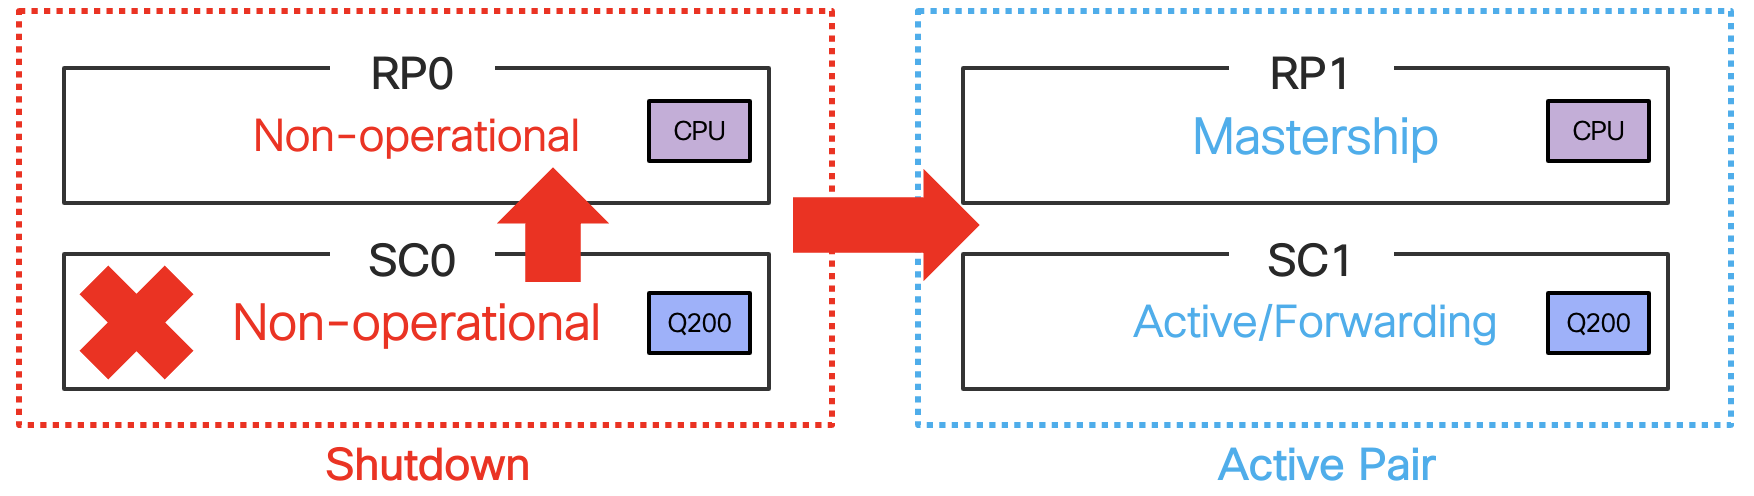 RP0
Non-operational
CPU
SC0
Non-operational
Q200
Shutdown
RP1
Mastership
CPU
SC1
Active/Forwarding
Q200
Active Pair